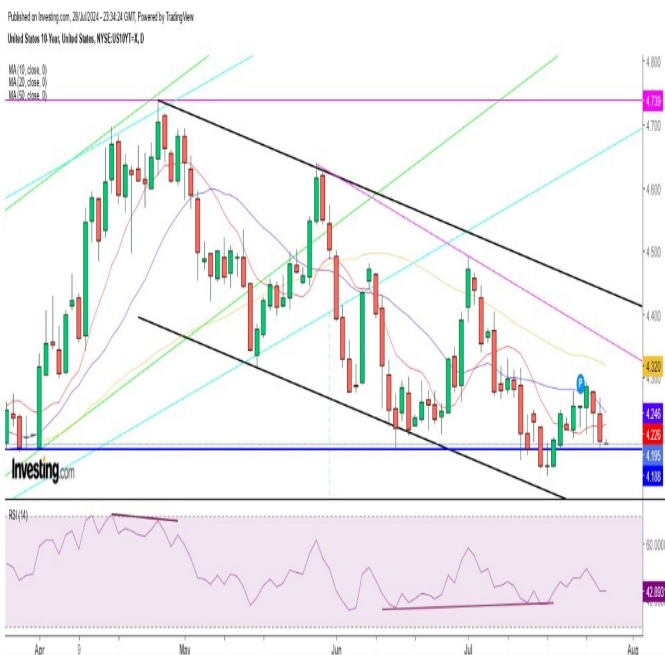 Published on Investing.com, 28/Jul/2024 - 23:34:24 GMT, Powered by TradingView.
United States 10-Year, United States, NYSE:US10YT=X, D
MA (10, close, 0)
MA (20, close, 0)
MA (50, close, 0)
4.800
4.739
4.700
4.600
4.500
4.400
4.320
4.300
4.246
4.226
4.195
4.188
P
Investing.com
RSI (14)
60.0000
42.8931
Apr 9 May Jun Jul Aug